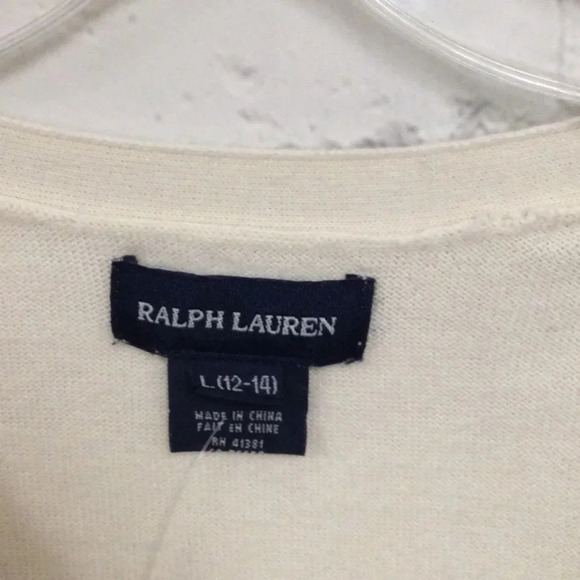 RALPH LAUREN
L (12-14)
MADE IN CHINA
FAIT EN CHINE
RN 41381